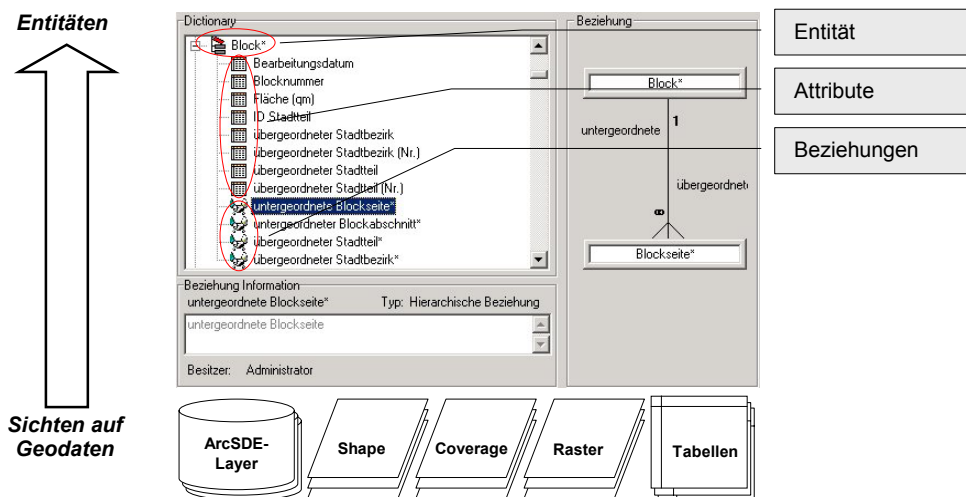 Entitäten
Dictionary
Block*
Bearbeitungsdatum
Blocknummer
Fläche (qm)
ID Stadtteil
übergeordneter Stadtbezirk
übergeordneter Stadtbezirk (Nr.)
übergeordneter Stadtteil
übergeordneter Stadtteil (Nr.)
untergeordnete Blockseite*
untergeordneter Blockabschnitt*
übergeordneter Stadtteil*
übergeordneter Stadtbezirk*
Beziehung Information
untergeordnete Blockseite*
Typ: Hierarchische Beziehung
untergeordnete Blockseite
Besitzer: Administrator
Beziehung
Block*
untergeordnete
1
übergeordnet
∞
Blockseite*
Entität
Attribute
Beziehungen
Sichten auf
Geodaten
ArcSDE-
Layer
Shape
Coverage
Raster
Tabellen